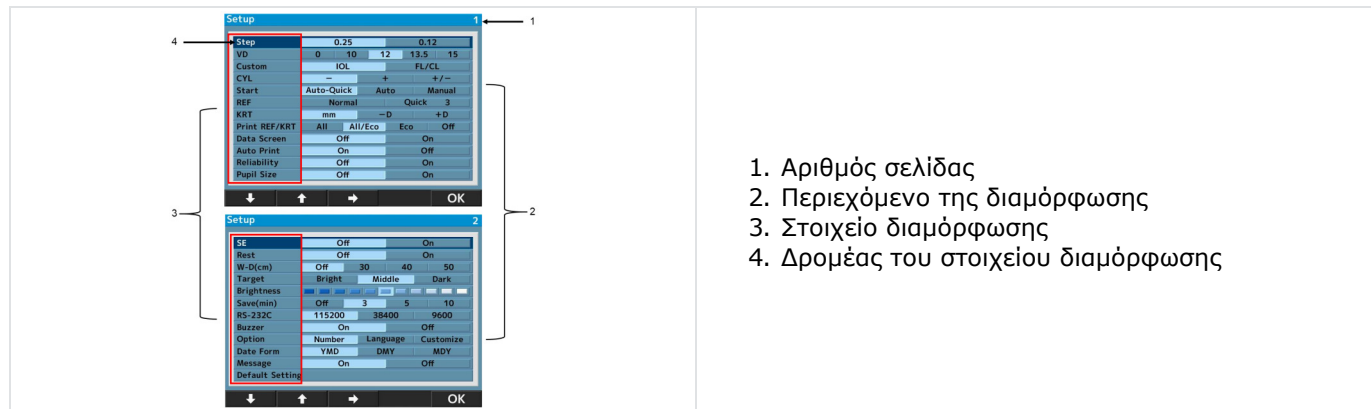 Setup 1
1
4
Step 0.25 0.12
VD 0 10 12 13.5 15
Custom IOL FL/CL
CYL − + +/−
Start Auto-Quick Auto Manual
REF Normal Quick 3
KRT mm −D +D
Print REF/KRT All All/Eco Eco Off
Data Screen Off On
Auto Print On Off
Reliability Off On
Pupil Size Off On
OK
3
2
Setup 2
SE Off On
Rest Off On
W-D(cm) Off 30 40 50
Target Bright Middle Dark
Brightness
Save(min) Off 3 5 10
RS-232C 115200 38400 9600
Buzzer On Off
Option Number Language Customize
Date Form YMD DMY MDY
Message On Off
Default Setting
OK
1. Αριθμός σελίδας
2. Περιεχόμενο της διαμόρφωσης
3. Στοιχείο διαμόρφωσης
4. Δρομέας του στοιχείου διαμόρφωσης